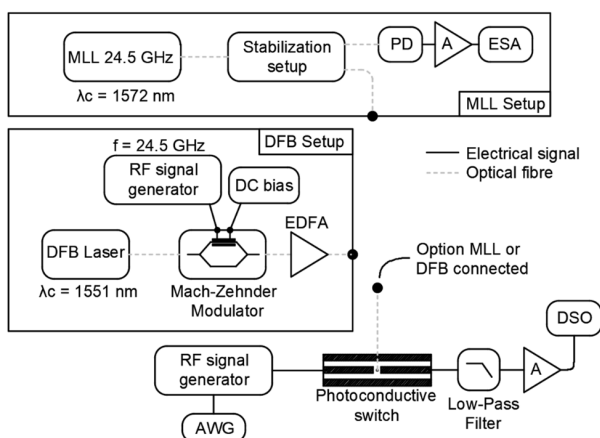 MLL 24.5 GHz
λc = 1572 nm
Stabilization
setup
PD
A
ESA
MLL Setup
DFB Setup
f = 24.5 GHz
RF signal
generator
DC bias
EDFA
DFB Laser
λc = 1551 nm
Mach-Zehnder
Modulator
Electrical signal
Optical fibre
Option MLL or
DFB connected
DSO
RF signal
generator
AWG
Photoconductive
switch
Low-Pass
Filter
A